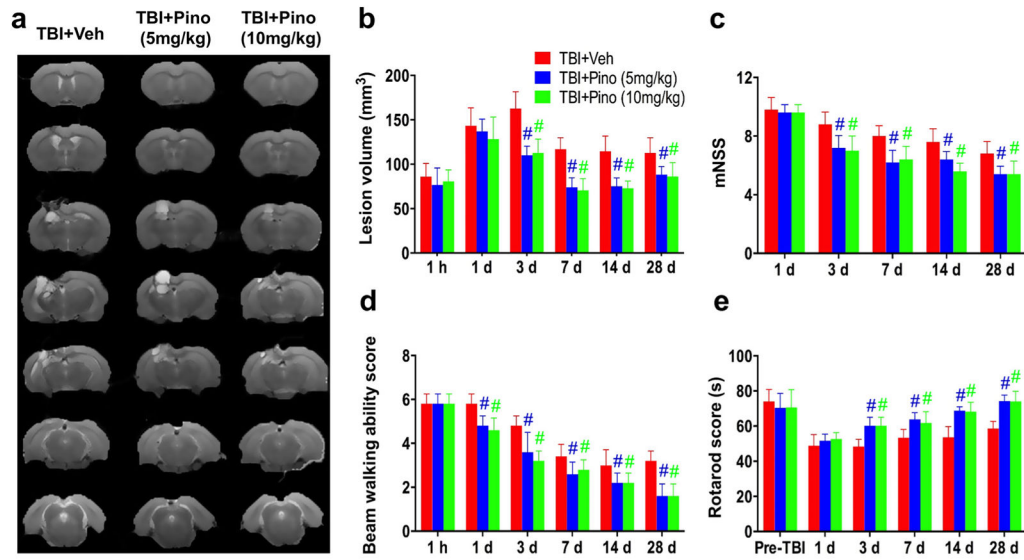 a
TBI+Veh
TBI+Pino
(5mg/kg)
TBI+Pino
(10mg/kg)
b
TBI+Veh
TBI+Pino (5mg/kg)
TBI+Pino (10mg/kg)
Lesion volume (mm³)
200
150
100
50
0
# # # # # # # #
1 h 1 d 3 d 7 d 14 d 28 d
c
mNSS
12
8
4
0
# # # # # # # #
1 d 3 d 7 d 14 d 28 d
d
Beam walking ability score
8
6
4
2
0
# # # # # # # # # #
1 h 1 d 3 d 7 d 14 d 28 d
e
Rotarod score (s)
100
80
60
40
20
0
# # # # # # # #
Pre-TBI 1 d 3 d 7 d 14 d 28 d